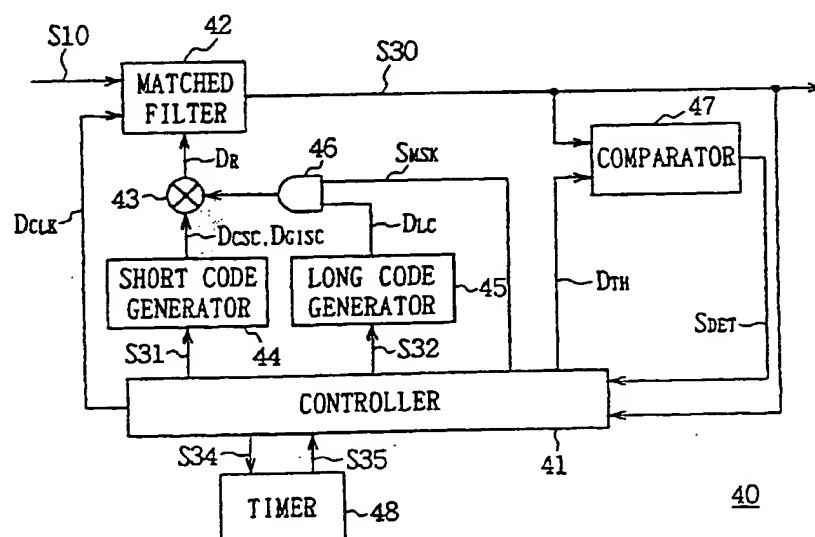 S10
42
MATCHED
FILTER
S30
47
COMPARATOR
46
SMSK
DR
43
DCLK
DCSC, DGISC
DLC
SHORT CODE
GENERATOR
LONG CODE
GENERATOR
45
DTH
SDET
S31
44
S32
CONTROLLER
41
S34
S35
TIMER
48
40